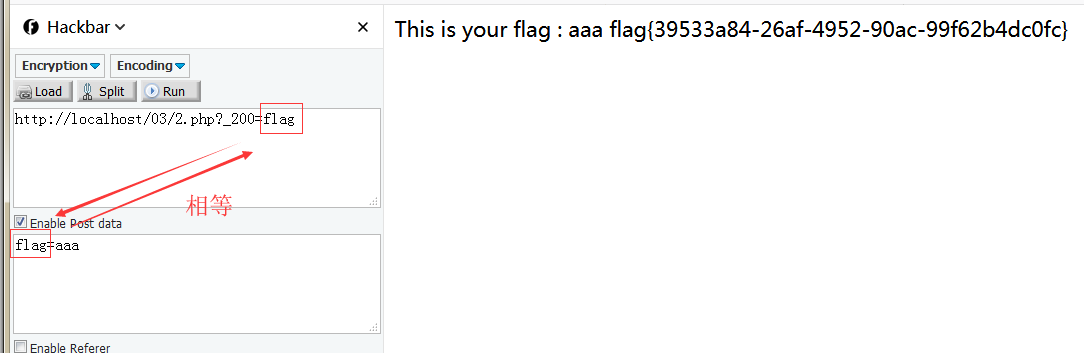 Hackbar
Encryption Encoding
Load Split Run
http://localhost/03/2.php?_200=flag
相等
Enable Post data
flag=aaa
Enable Referer
This is your flag : aaa flag{39533a84-26af-4952-90ac-99f62b4dc0fc}